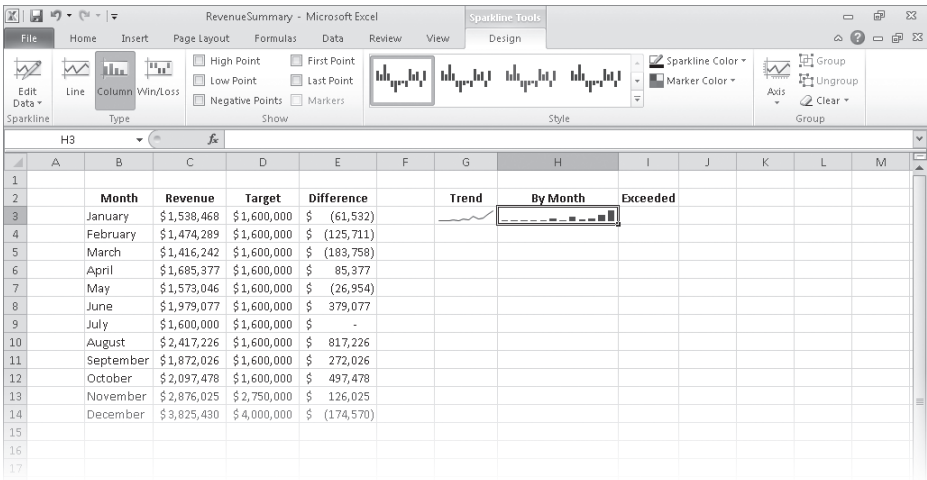 RevenueSummary - Microsoft Excel
Sparkline Tools
File Home Insert Page Layout Formulas Data Review View Design
Edit Data
Line
Column
Win/Loss
High Point
First Point
Low Point
Last Point
Negative Points
Markers
Sparkline Color
Marker Color
Axis
Group
Ungroup
Clear
Sparkline Type Show Style Group
H3 fx
A B C D E F G H I J K L M
1
2 Month Revenue Target Difference Trend By Month Exceeded
3 January $1,538,468 $1,600,000 $ (61,532)
4 February $1,474,289 $1,600,000 $ (125,711)
5 March $1,416,242 $1,600,000 $ (183,758)
6 April $1,685,377 $1,600,000 $ 85,377
7 May $1,573,046 $1,600,000 $ (26,954)
8 June $1,979,077 $1,600,000 $ 379,077
9 July $1,600,000 $1,600,000 $ -
10 August $2,417,226 $1,600,000 $ 817,226
11 September $1,872,026 $1,600,000 $ 272,026
12 October $2,097,478 $1,600,000 $ 497,478
13 November $2,876,025 $2,750,000 $ 126,025
14 December $3,825,430 $4,000,000 $ (174,570)
15
16
17